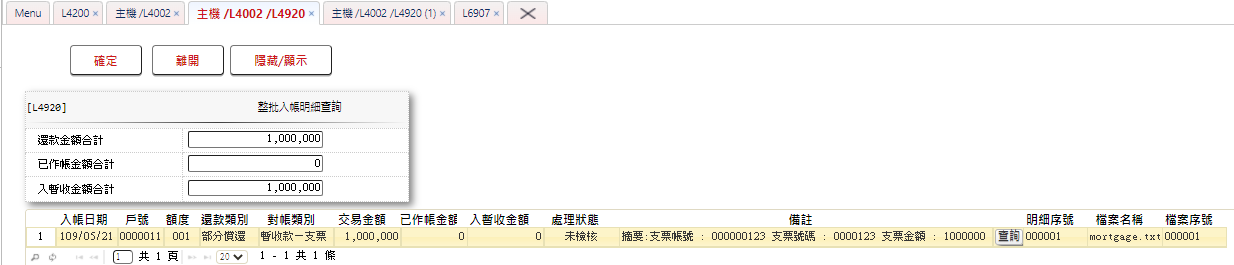 Menu L4200 × 主機 /L4002 × 主機 /L4002 /L4920 × 主機 /L4002 /L4920 (1) × L6907 ×
確定 離開 隱藏/顯示
[L4920] 整批入帳明細查詢
還款金額合計 1,000,000
已作帳金額合計 0
入暫收金額合計 1,000,000
入帳日期 戶號 額度 還款類別 對帳類別 交易金額 已作帳金額 入暫收金額 處理狀態 備註 明細序號 檔案名稱 檔案序號
1 109/05/21 0000011 001 部分償還 暫收款－支票 1,000,000 0 0 未檢核 摘要:支票帳號 : 000000123 支票號碼 : 0000123 支票金額 : 1000000 查詢 000001 mortgage.txt 000001
1 共 1 頁 20 1 - 1 共 1 條